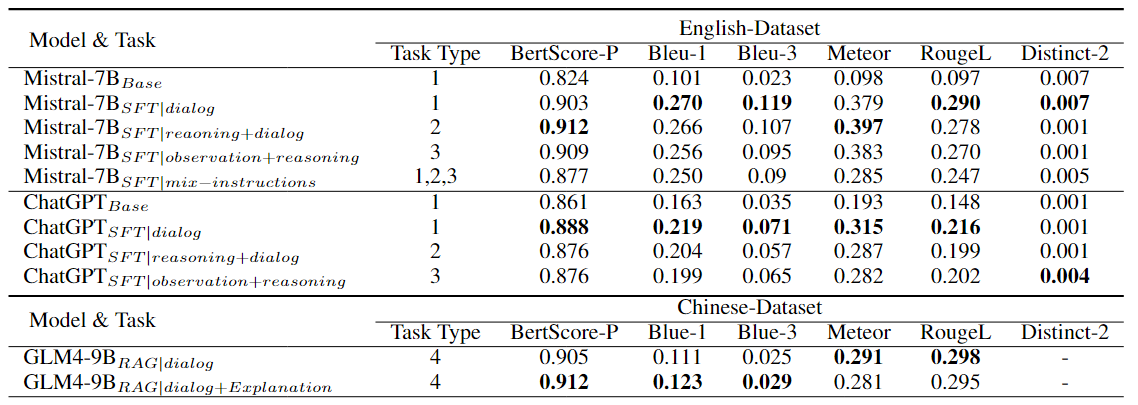 English-Dataset
Model & Task
Task Type BertScore-P Bleu-1 Bleu-3 Meteor RougeL Distinct-2
Mistral-7B Base 1 0.824 0.101 0.023 0.098 0.097 0.007
Mistral-7B SFT|dialog 1 0.903 0.270 0.119 0.379 0.290 0.007
Mistral-7B SFT|reaoning+dialog 2 0.912 0.266 0.107 0.397 0.278 0.001
Mistral-7B SFT|observation+reasoning 3 0.909 0.256 0.095 0.383 0.270 0.001
Mistral-7B SFT|mix−instructions 1,2,3 0.877 0.250 0.09 0.285 0.247 0.005
ChatGPT Base 1 0.861 0.163 0.035 0.193 0.148 0.001
ChatGPT SFT|dialog 1 0.888 0.219 0.071 0.315 0.216 0.001
ChatGPT SFT|reasoning+dialog 2 0.876 0.204 0.057 0.287 0.199 0.001
ChatGPT SFT|observation+reasoning 3 0.876 0.199 0.065 0.282 0.202 0.004
Chinese-Dataset
Model & Task
Task Type BertScore-P Blue-1 Blue-3 Meteor RougeL Distinct-2
GLM4-9B RAG|dialog 4 0.905 0.111 0.025 0.291 0.298 -
GLM4-9B RAG|dialog+Explanation 4 0.912 0.123 0.029 0.281 0.295 -